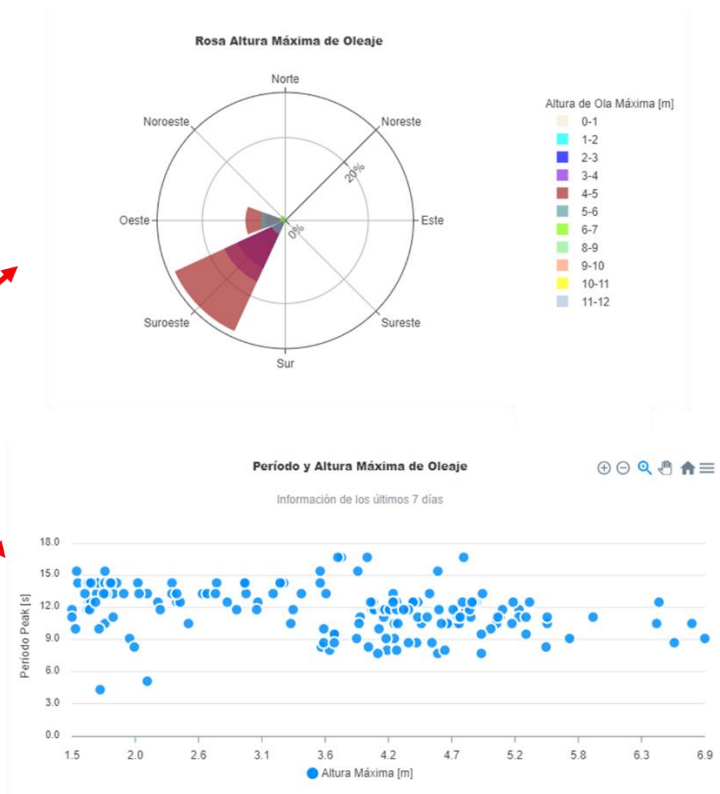 Rosa Altura Máxima de Oleaje
Norte
Noroeste
Noreste
20%
Oeste
Este
0%
Suroeste
Sureste
Sur
Altura de Ola Máxima [m]
0-1
1-2
2-3
3-4
4-5
5-6
6-7
8-9
9-10
10-11
11-12
Período y Altura Máxima de Oleaje
Información de los últimos 7 días
Período Peak [s]
18.0
15.0
12.0
9.0
6.0
3.0
0.0
1.5 2.0 2.6 3.1 3.6 4.2 4.7 5.2 5.8 6.3 6.9
Altura Máxima [m]